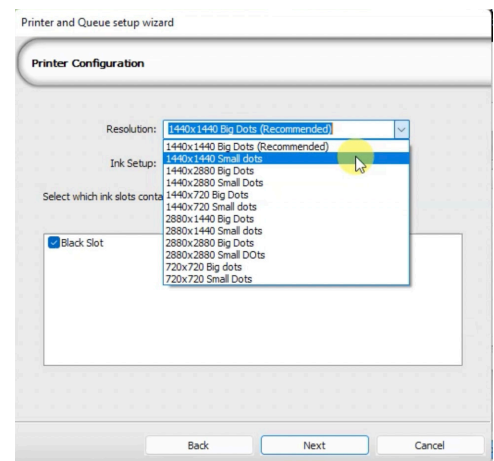 Printer and Queue setup wizard
Printer Configuration
Resolution: 1440x1440 Big Dots (Recommended)
1440x1440 Big Dots (Recommended)
1440x1440 Small dots
Ink Setup:
1440x2880 Big Dots
1440x2880 Small Dots
Select which ink slots conta
1440x720 Big Dots
1440x720 Small dots
2880x1440 Big Dots
2880x1440 Small dots
2880x2880 Big Dots
2880x2880 Small DOts
720x720 Big dots
720x720 Small Dots
Black Slot
Back Next Cancel